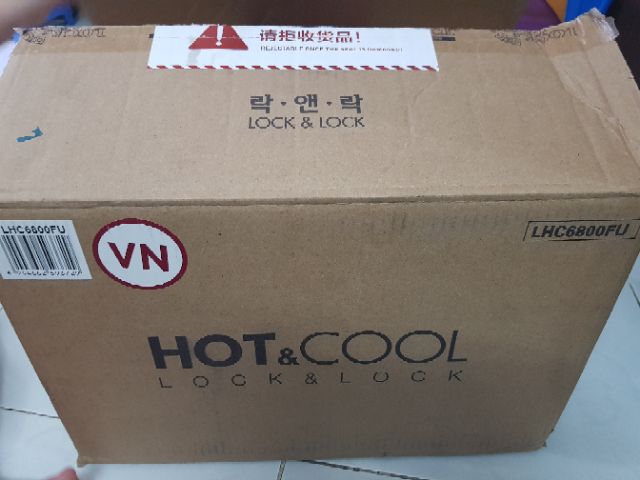 请拒收货品!
락·앤·락
LOCK & LOCK
LHC6800FU
VN
LHC6800FU
HOT&COOL
LOCK&LOCK